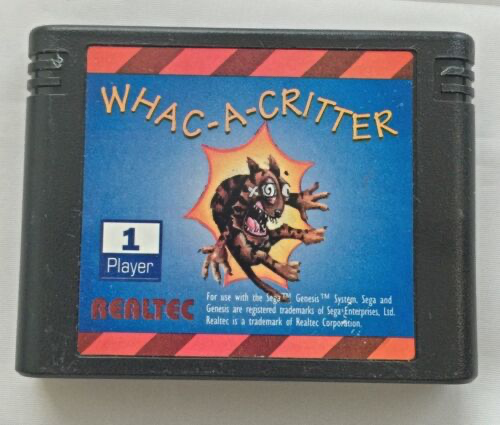 WHAC-A-CRITTER
1
Player
REALTEC
For use with the Sega™ Genesis™ System, Sega and
Genesis are registered trademarks of Sega Enterprises, Ltd.
Realtec is a trademark of Realtec Corporation.